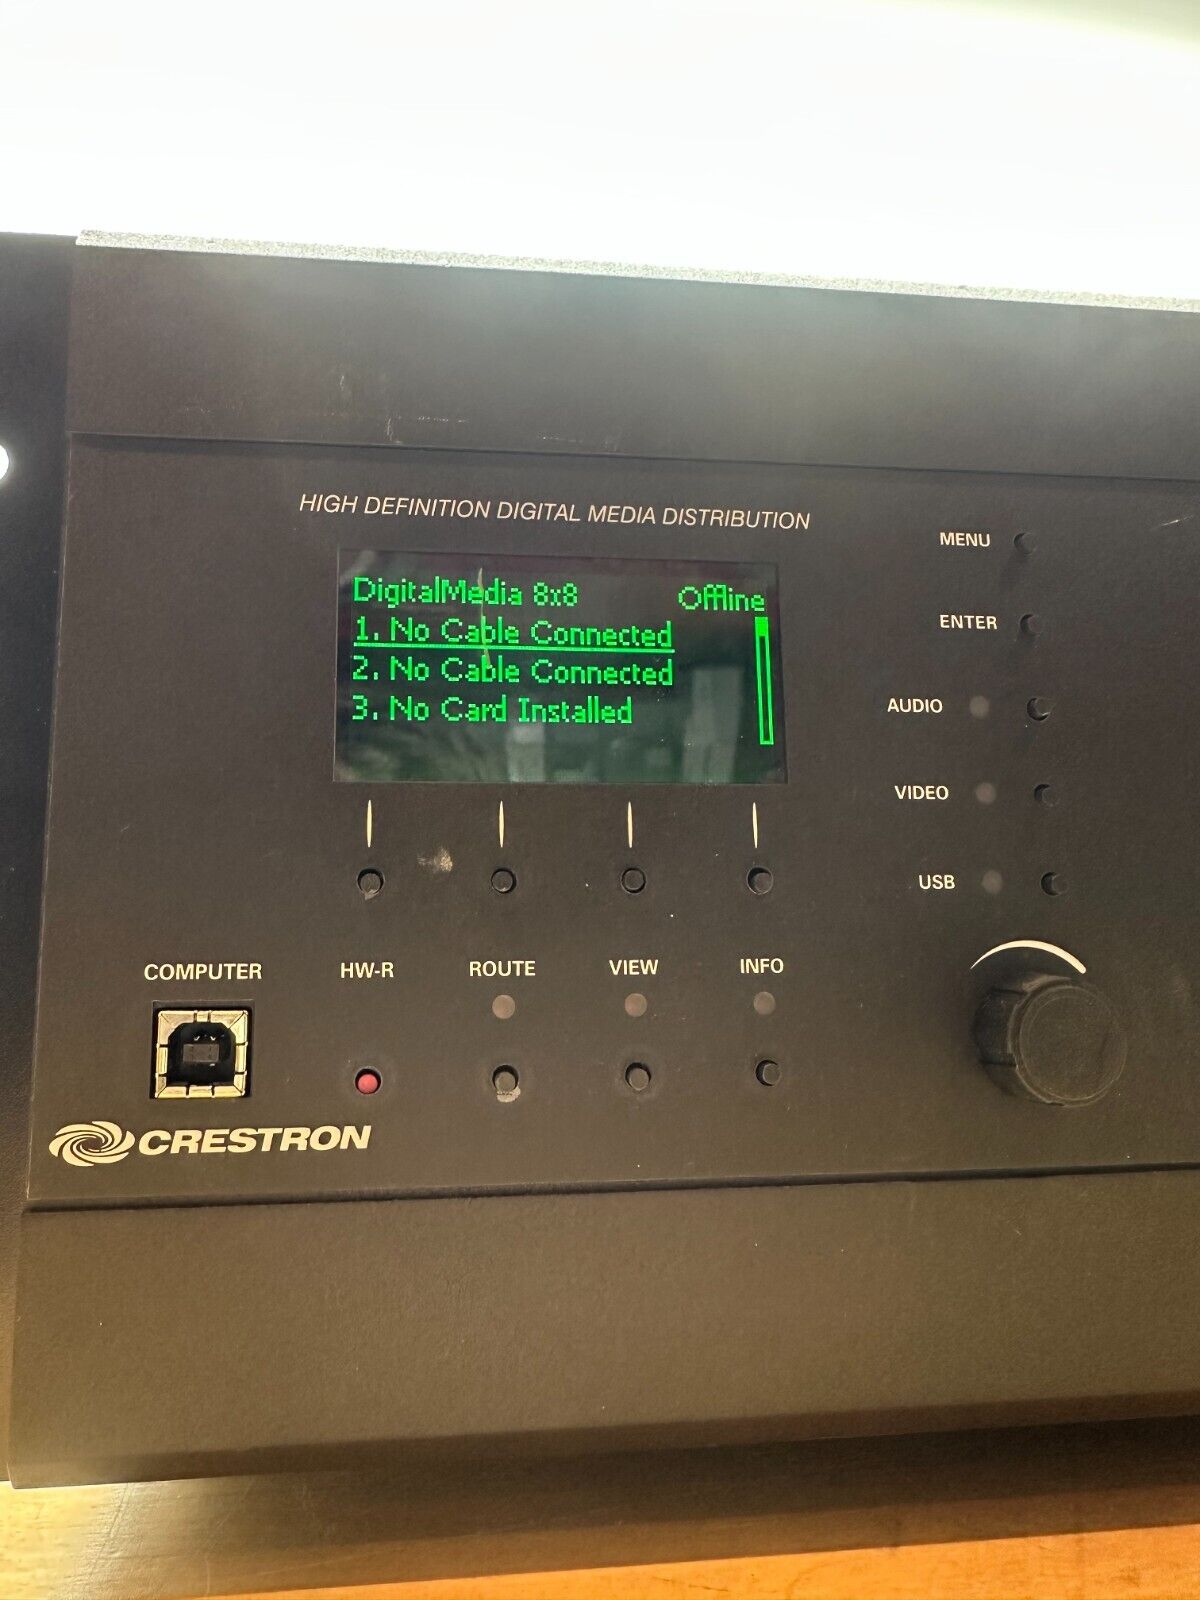 HIGH DEFINITION DIGITAL MEDIA DISTRIBUTION
DigitalMedia 8x8 Offline
1. No Cable Connected
2. No Cable Connected
3. No Card Installed
MENU
ENTER
AUDIO
VIDEO
USB
COMPUTER HW-R ROUTE VIEW INFO
CRESTRON